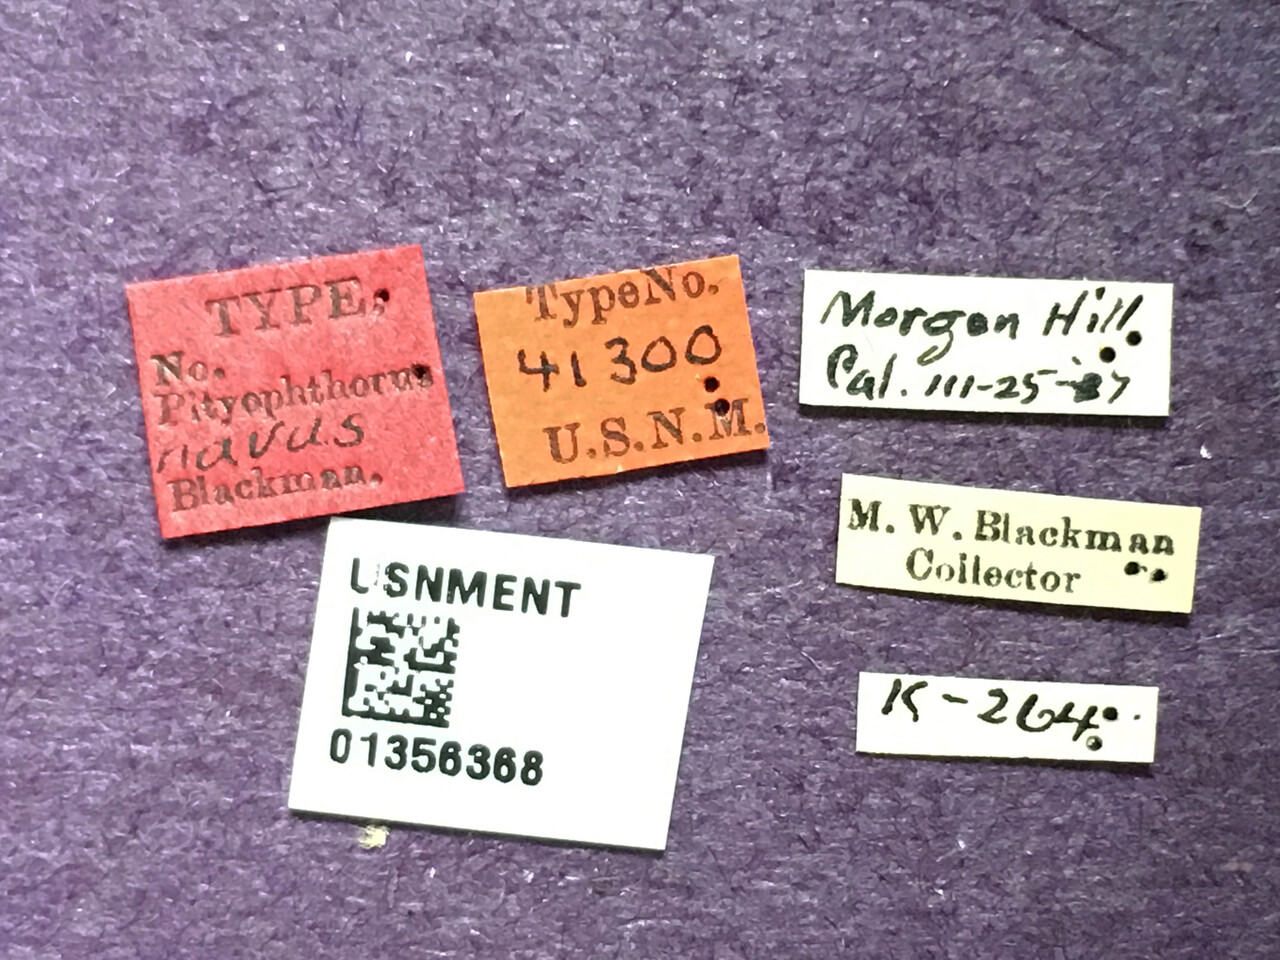 TYPE.
No.
Pityophthorus
navus
Blackman.
TypeNo.
41300
U.S.N.M.
Morgan Hill
Cal. III-25-37
M. W. Blackman
Collector
K-264
USNMENT
01356368